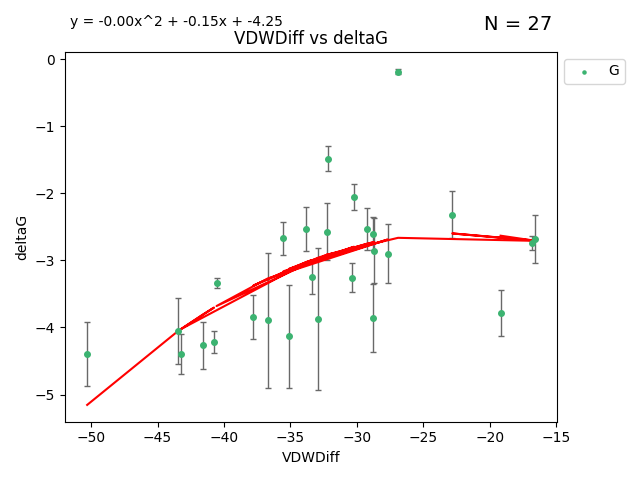 y = -0.00x^2 + -0.15x + -4.25
N = 27
VDWDiff vs deltaG
G
0
−1
−2
−3
−4
−5
deltaG
−50
−45
−40
−35
−30
−25
−20
−15
VDWDiff